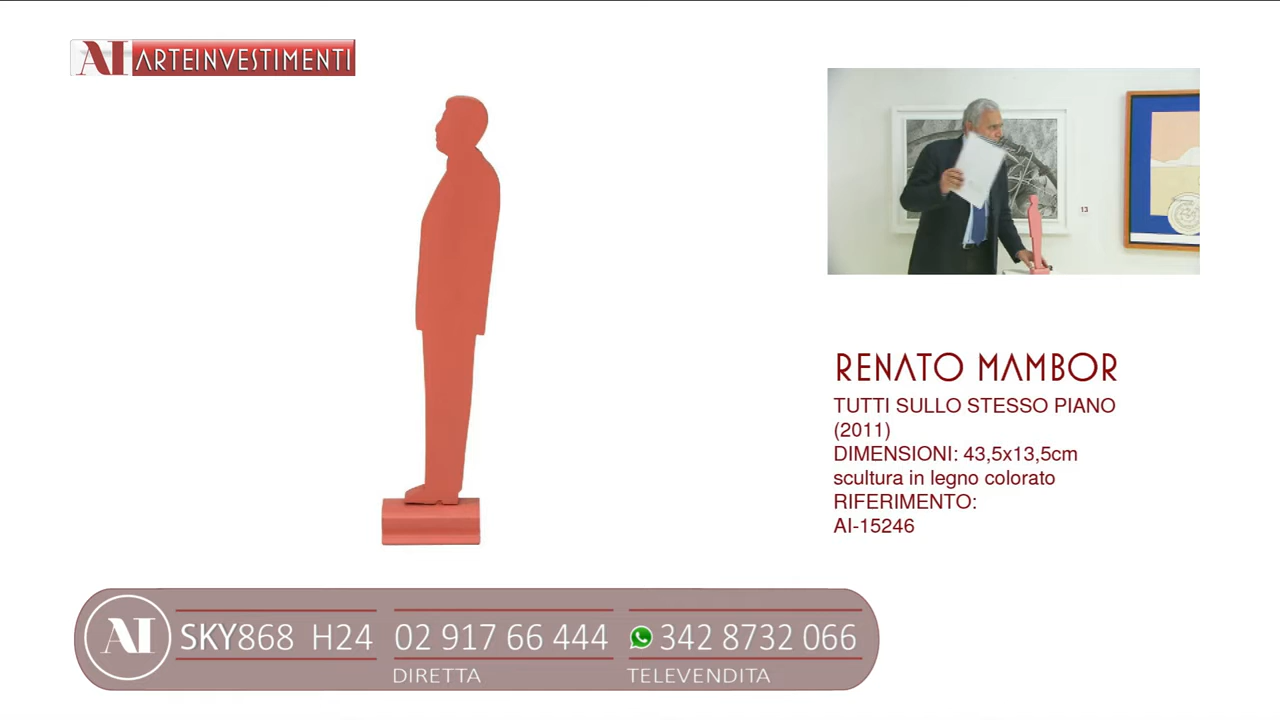 AI ARTEINVESTIMENTI
13
RENATO MAMBOR
TUTTI SULLO STESSO PIANO
(2011)
DIMENSIONI: 43,5x13,5cm
scultura in legno colorato
RIFERIMENTO:
AI-15246
AI SKY868 H24 02 917 66 444 342 8732 066
DIRETTA TELEVENDITA